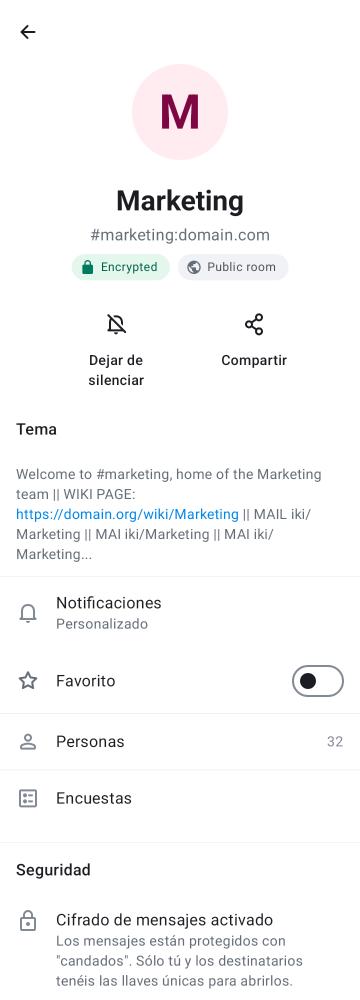 M
Marketing
#marketing:domain.com
Encrypted
Public room
Dejar de
silenciar
Compartir
Tema
Welcome to #marketing, home of the Marketing
team || WIKI PAGE:
https://domain.org/wiki/Marketing || MAIL iki/
Marketing || MAI iki/Marketing || MAI iki/
Marketing...
Notificaciones
Personalizado
Favorito
Personas 32
Encuestas
Seguridad
Cifrado de mensajes activado
Los mensajes están protegidos con
"candados". Sólo tú y los destinatarios
tenéis las llaves únicas para abrirlos.